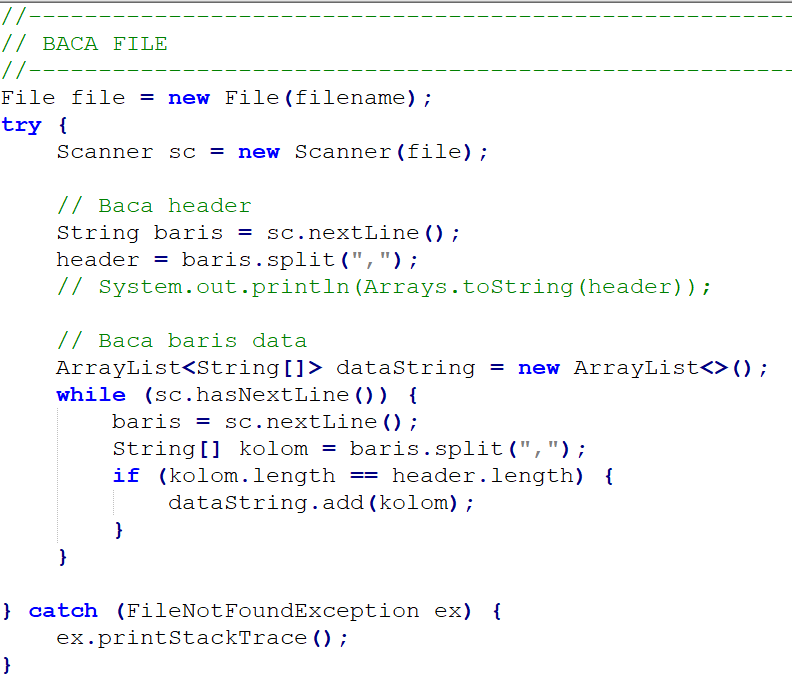 //-------------------------------------------------------
// BACA FILE
//-------------------------------------------------------
File file = new File(filename);
try {
    Scanner sc = new Scanner(file);

    // Baca header
    String baris = sc.nextLine();
    header = baris.split(",");
    // System.out.println(Arrays.toString(header));

    // Baca baris data
    ArrayList<String[]> dataString = new ArrayList<>();
    while (sc.hasNextLine()) {
        baris = sc.nextLine();
        String[] kolom = baris.split(",");
        if (kolom.length == header.length) {
            dataString.add(kolom);
        }
    }

} catch (FileNotFoundException ex) {
    ex.printStackTrace();
}